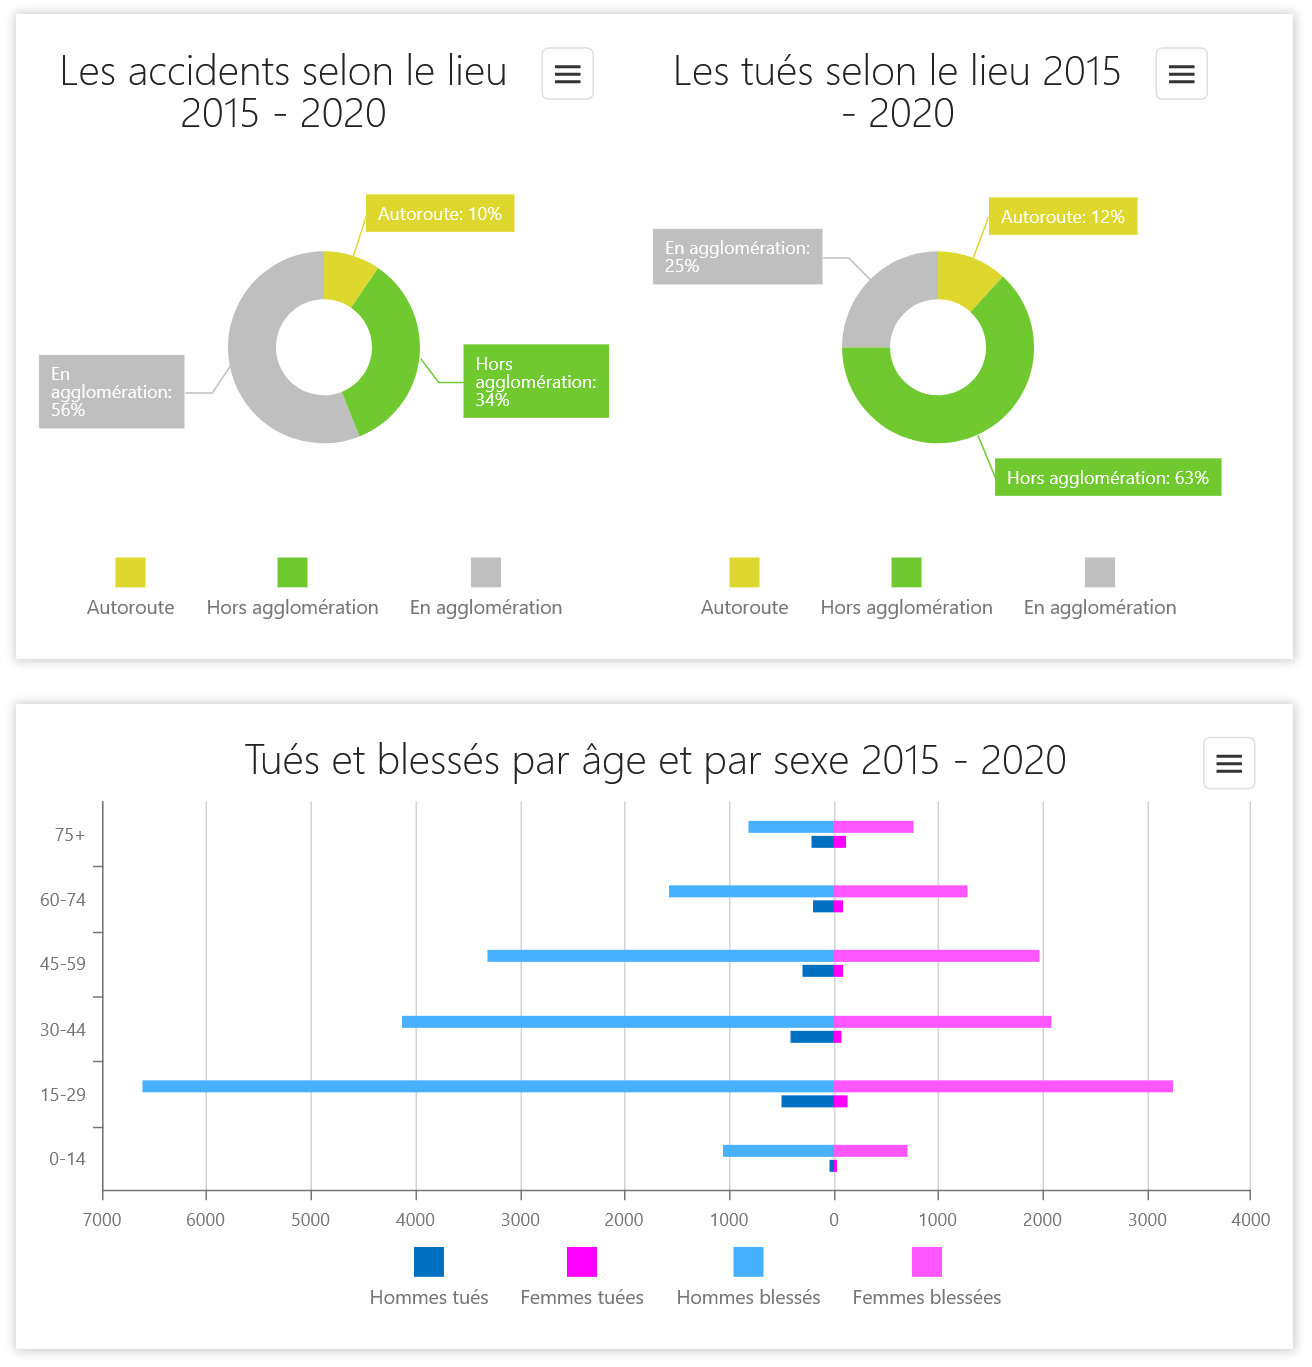 Les accidents selon le lieu
2015 - 2020
Autoroute: 10%
Hors
agglomération:
34%
En
agglomération:
56%
Autoroute
Hors agglomération
En agglomération
Les tués selon le lieu 2015
- 2020
Autoroute: 12%
En agglomération:
25%
Hors agglomération: 63%
Autoroute
Hors agglomération
En agglomération
Tués et blessés par âge et par sexe 2015 - 2020
75+
60-74
45-59
30-44
15-29
0-14
7000 6000 5000 4000 3000 2000 1000 0 1000 2000 3000 4000
Hommes tués
Femmes tuées
Hommes blessés
Femmes blessées